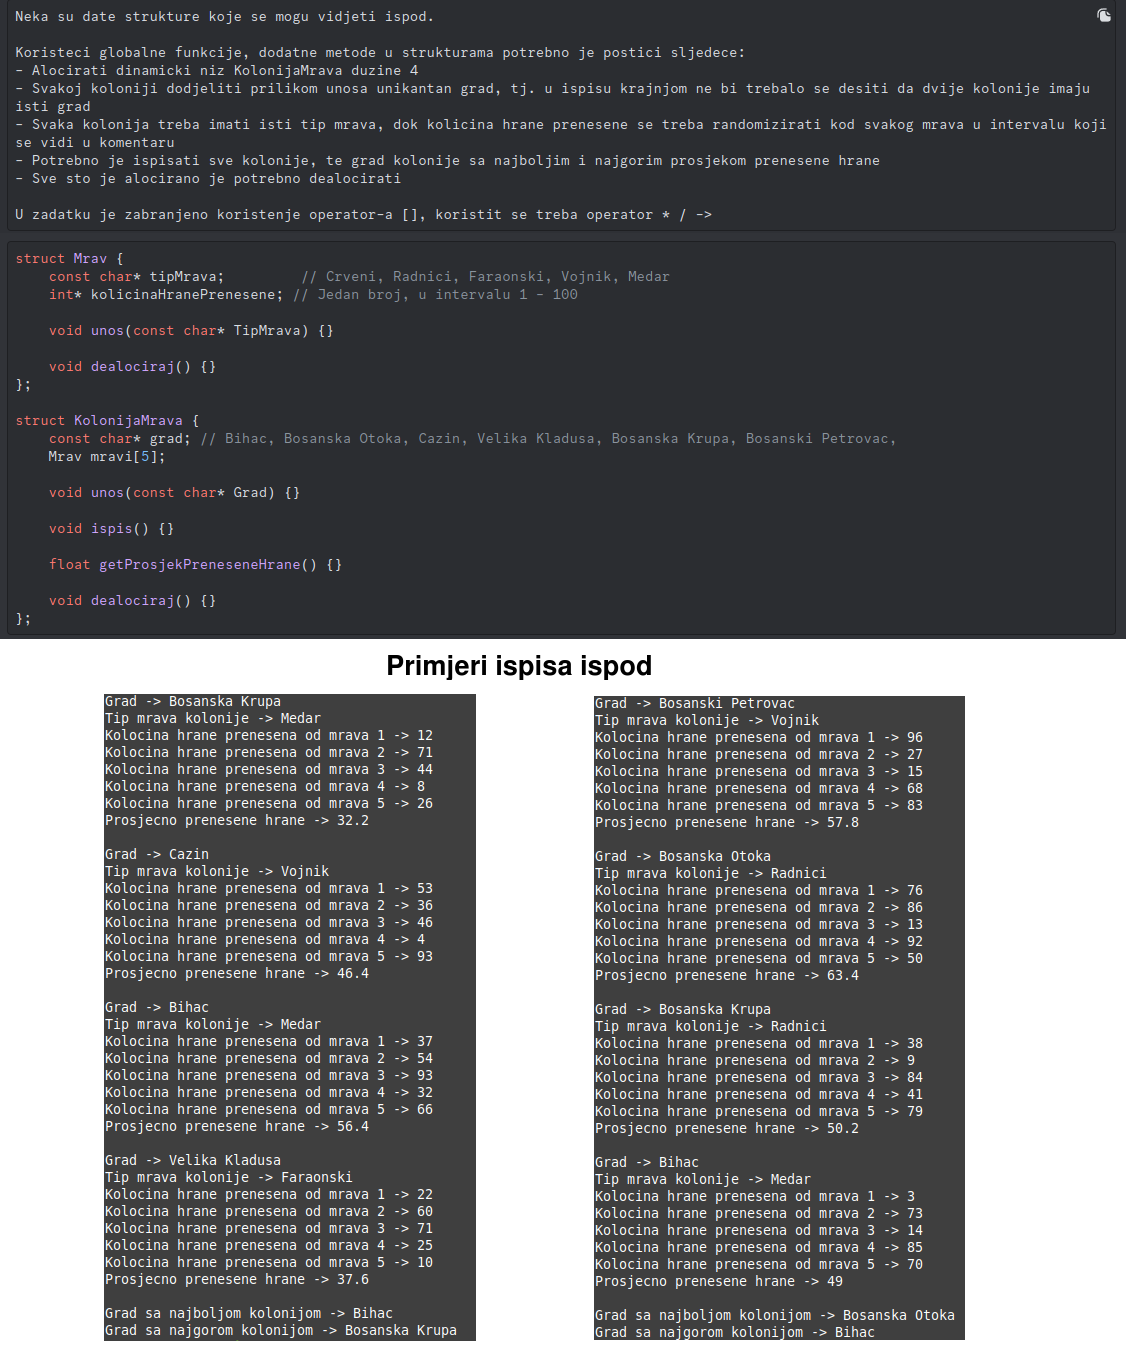 Neka su date strukture koje se mogu vidjeti ispod.
Koristeci globalne funkcije, dodatne metode u strukturama potrebno je postici sljedece:
- Alocirati dinamicki niz KolonijaMrava duzine 4
- Svakoj koloniji dodjeliti prilikom unosa unikantan grad, tj. u ispisu krajnjom ne bi trebalo se desiti da dvije kolonije imaju
isti grad
- Svaka kolonija treba imati isti tip mrava, dok kolicina hrane prenesene se treba randomizirati kod svakog mrava u intervalu koji
se vidi u komentaru
- Potrebno je ispisati sve kolonije, te grad kolonije sa najboljim i najgorim prosjekom prenesene hrane
- Sve sto je alocirano je potrebno dealocirati
U zadatku je zabranjeno koristenje operator-a [], koristit se treba operator * / ->
struct Mrav {
    const char* tipMrava;         // Crveni, Radnici, Faraonski, Vojnik, Medar
    int* kolicinaHranePrenesene; // Jedan broj, u intervalu 1 - 100
    void unos(const char* TipMrava) {}
    void dealociraj() {}
};
struct KolonijaMrava {
    const char* grad; // Bihac, Bosanska Otoka, Cazin, Velika Kladusa, Bosanska Krupa, Bosanski Petrovac,
    Mrav mravi[5];
    void unos(const char* Grad) {}
    void ispis() {}
    float getProsjekPreneseneHrane() {}
    void dealociraj() {}
};
Primjeri ispisa ispod
Grad -> Bosanska Krupa
Tip mrava kolonije -> Medar
Kolocina hrane prenesena od mrava 1 -> 12
Kolocina hrane prenesena od mrava 2 -> 71
Kolocina hrane prenesena od mrava 3 -> 44
Kolocina hrane prenesena od mrava 4 -> 8
Kolocina hrane prenesena od mrava 5 -> 26
Prosjecno prenesene hrane -> 32.2
Grad -> Cazin
Tip mrava kolonije -> Vojnik
Kolocina hrane prenesena od mrava 1 -> 53
Kolocina hrane prenesena od mrava 2 -> 36
Kolocina hrane prenesena od mrava 3 -> 46
Kolocina hrane prenesena od mrava 4 -> 4
Kolocina hrane prenesena od mrava 5 -> 93
Prosjecno prenesene hrane -> 46.4
Grad -> Bihac
Tip mrava kolonije -> Medar
Kolocina hrane prenesena od mrava 1 -> 37
Kolocina hrane prenesena od mrava 2 -> 54
Kolocina hrane prenesena od mrava 3 -> 93
Kolocina hrane prenesena od mrava 4 -> 32
Kolocina hrane prenesena od mrava 5 -> 66
Prosjecno prenesene hrane -> 56.4
Grad -> Velika Kladusa
Tip mrava kolonije -> Faraonski
Kolocina hrane prenesena od mrava 1 -> 22
Kolocina hrane prenesena od mrava 2 -> 60
Kolocina hrane prenesena od mrava 3 -> 71
Kolocina hrane prenesena od mrava 4 -> 25
Kolocina hrane prenesena od mrava 5 -> 10
Prosjecno prenesene hrane -> 37.6
Grad sa najboljom kolonijom -> Bihac
Grad sa najgorom kolonijom -> Bosanska Krupa
Grad -> Bosanski Petrovac
Tip mrava kolonije -> Vojnik
Kolocina hrane prenesena od mrava 1 -> 96
Kolocina hrane prenesena od mrava 2 -> 27
Kolocina hrane prenesena od mrava 3 -> 15
Kolocina hrane prenesena od mrava 4 -> 68
Kolocina hrane prenesena od mrava 5 -> 83
Prosjecno prenesene hrane -> 57.8
Grad -> Bosanska Otoka
Tip mrava kolonije -> Radnici
Kolocina hrane prenesena od mrava 1 -> 76
Kolocina hrane prenesena od mrava 2 -> 86
Kolocina hrane prenesena od mrava 3 -> 13
Kolocina hrane prenesena od mrava 4 -> 92
Kolocina hrane prenesena od mrava 5 -> 50
Prosjecno prenesene hrane -> 63.4
Grad -> Bosanska Krupa
Tip mrava kolonije -> Radnici
Kolocina hrane prenesena od mrava 1 -> 38
Kolocina hrane prenesena od mrava 2 -> 9
Kolocina hrane prenesena od mrava 3 -> 84
Kolocina hrane prenesena od mrava 4 -> 41
Kolocina hrane prenesena od mrava 5 -> 79
Prosjecno prenesene hrane -> 50.2
Grad -> Bihac
Tip mrava kolonije -> Medar
Kolocina hrane prenesena od mrava 1 -> 3
Kolocina hrane prenesena od mrava 2 -> 73
Kolocina hrane prenesena od mrava 3 -> 14
Kolocina hrane prenesena od mrava 4 -> 85
Kolocina hrane prenesena od mrava 5 -> 70
Prosjecno prenesene hrane -> 49
Grad sa najboljom kolonijom -> Bosanska Otoka
Grad sa najgorom kolonijom -> Bihac